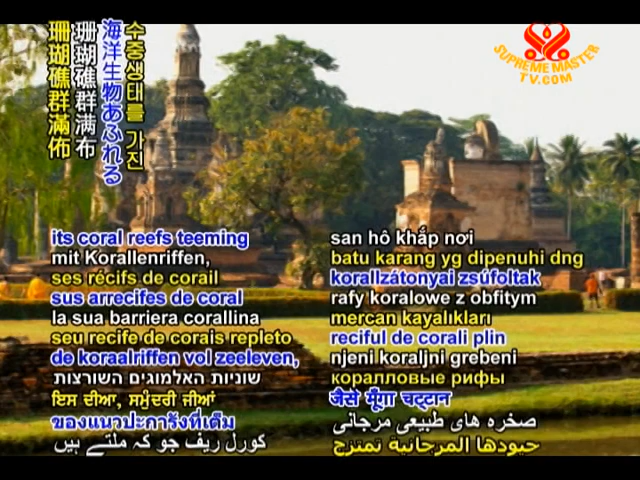 수중생태를 가진
海洋生物あふれる
珊瑚礁群满布
珊瑚礁群滿佈
SUPREME MASTER
TV.COM
its coral reefs teeming
mit Korallenriffen,
ses récifs de corail
sus arrecifes de coral
la sua barriera corallina
seu recife de corais repleto
de koraalriffen vol zeeleven,
שוניות האלמוגים השורצות
ਇਸ ਦੀਆ, ਸਮੁੰਦਰੀ ਜੀਆਂ
ของแนวปะการังที่เต็ม
کورل ریف جو کہ ملتے ہیں
san hô khắp nơi
batu karang yg dipenuhi dng
korallzátonyai zsúfoltak
rafy koralowe z obfitym
mercan kayalıkları
reciful de corali plin
njeni koraljni grebeni
коралловые рифы
जैसे मूँगा चट्टान
صخره های طبیعی مرجانی
حيودها المرجانية تمتزج